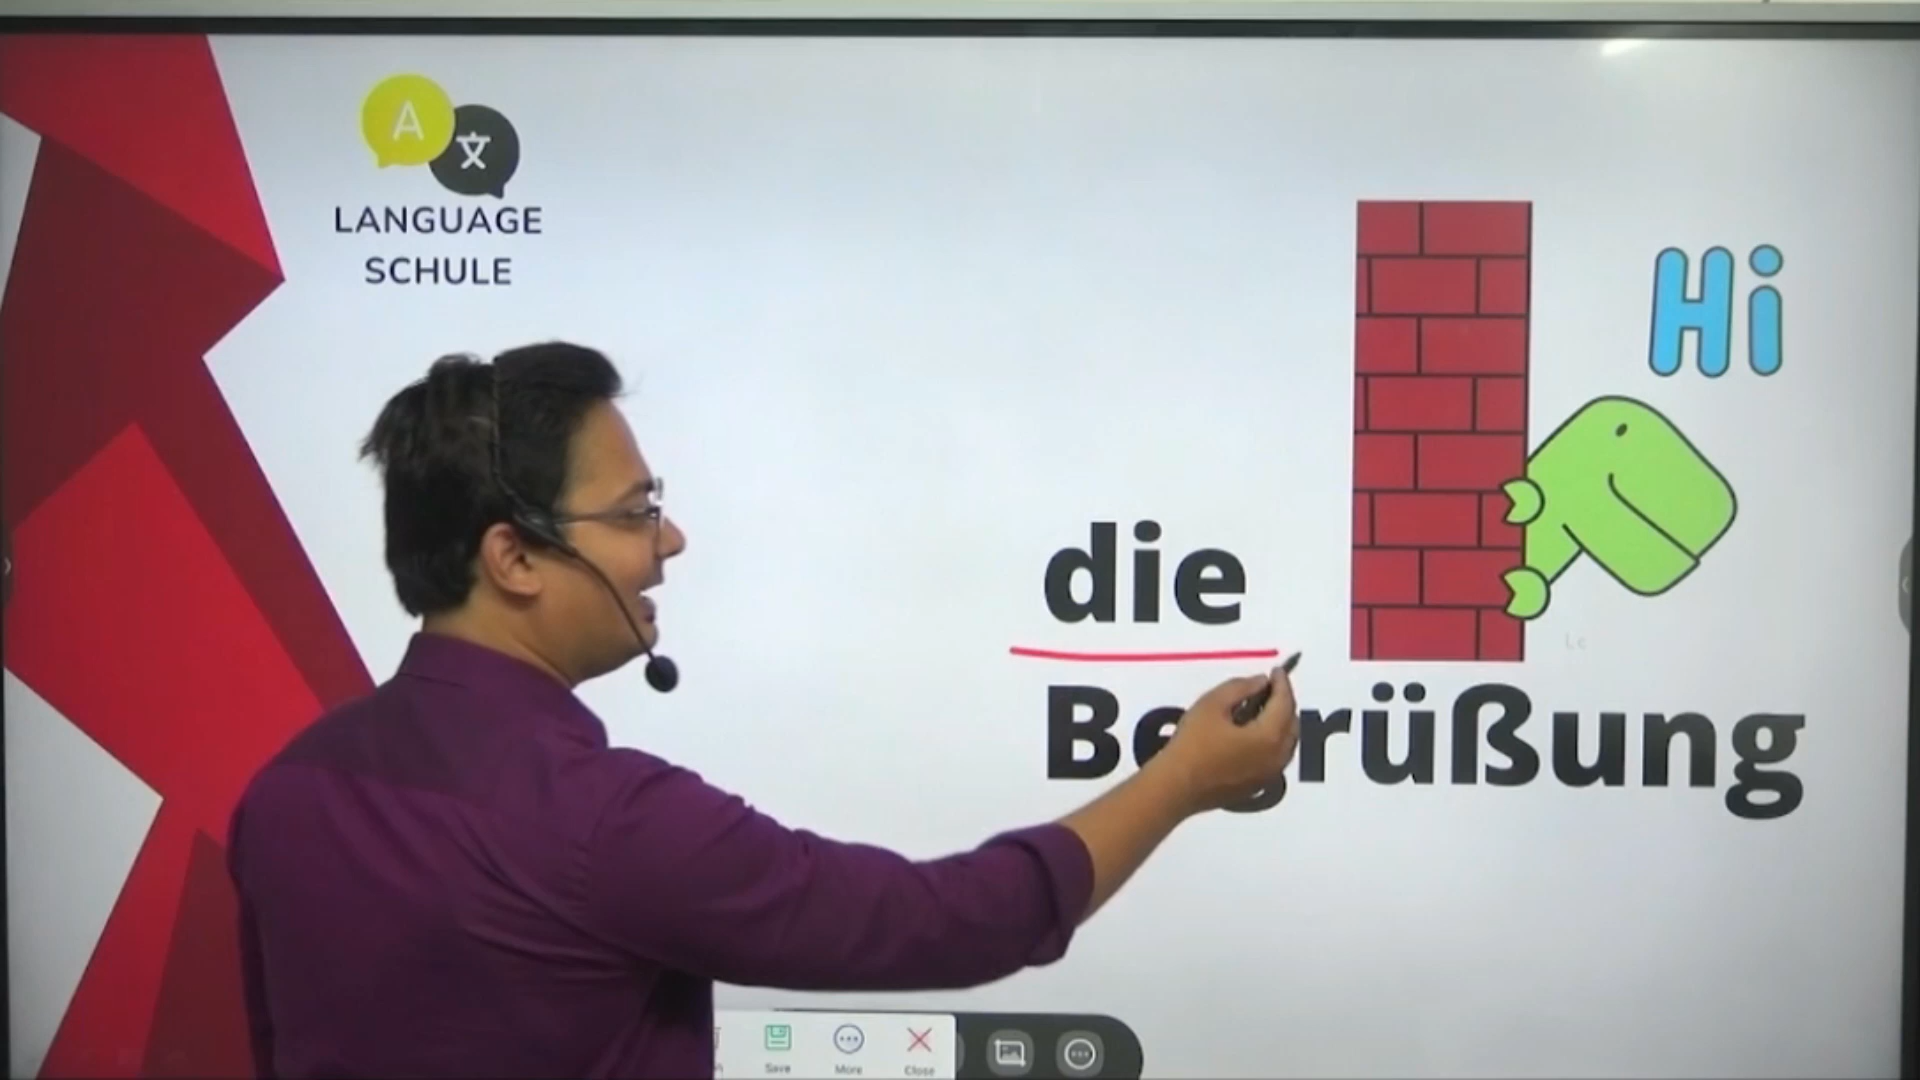 A 文
LANGUAGE
SCHULE
Hi
die
Begrüßung
Save
More
Close